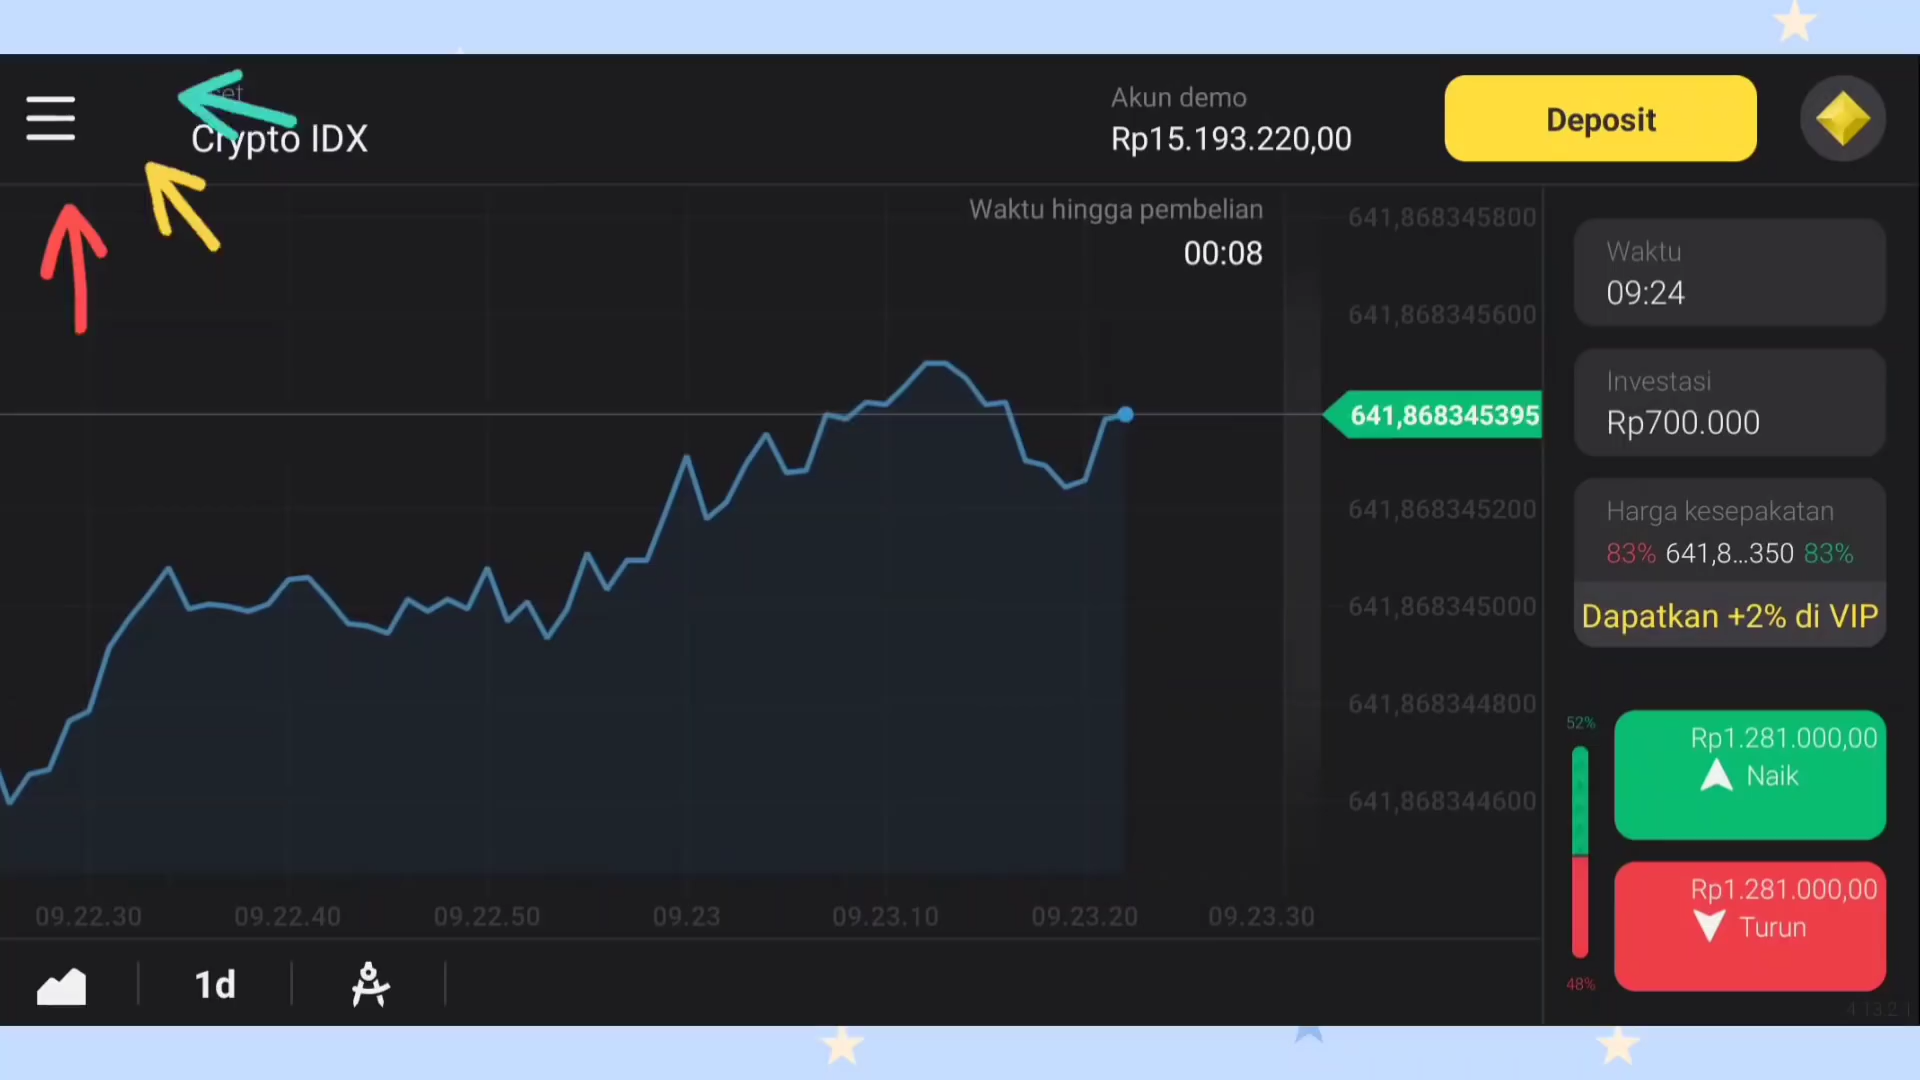 Crypto IDX
Akun demo
Rp15.193.220,00
Deposit
Waktu hingga pembelian
00:08
641,868345800
641,868345600
641,868345395
641,868345200
641,868345000
641,868344800
641,868344600
09.22.30
09.22.40
09.22.50
09.23
09.23.10
09.23.20
09.23.30
1d
Waktu
09:24
Investasi
Rp700.000
Harga kesepakatan
83% 641,8...350 83%
Dapatkan +2% di VIP
52%
Rp1.281.000,00
Naik
Rp1.281.000,00
Turun
48%
4.13.2.1